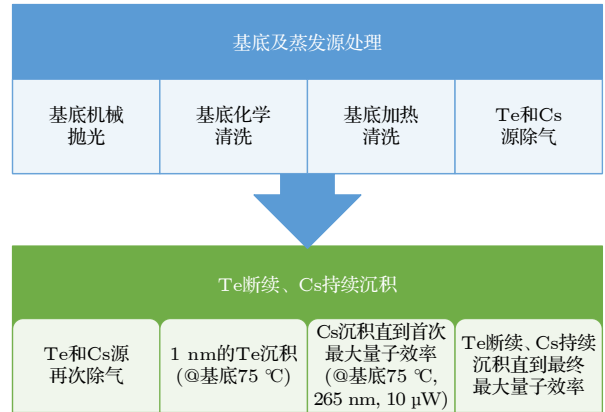 基底及蒸发源处理
基底机械
抛光
基底化学
清洗
基底加热
清洗
Te和Cs
源除气
Te断续、Cs持续沉积
Te和Cs源
再次除气
1 nm的Te沉积
(@基底75 ℃)
Cs沉积直到首次
最大量子效率
(@基底75 ℃,
265 nm, 10 μW)
Te断续、Cs持续
沉积直到最终
最大量子效率